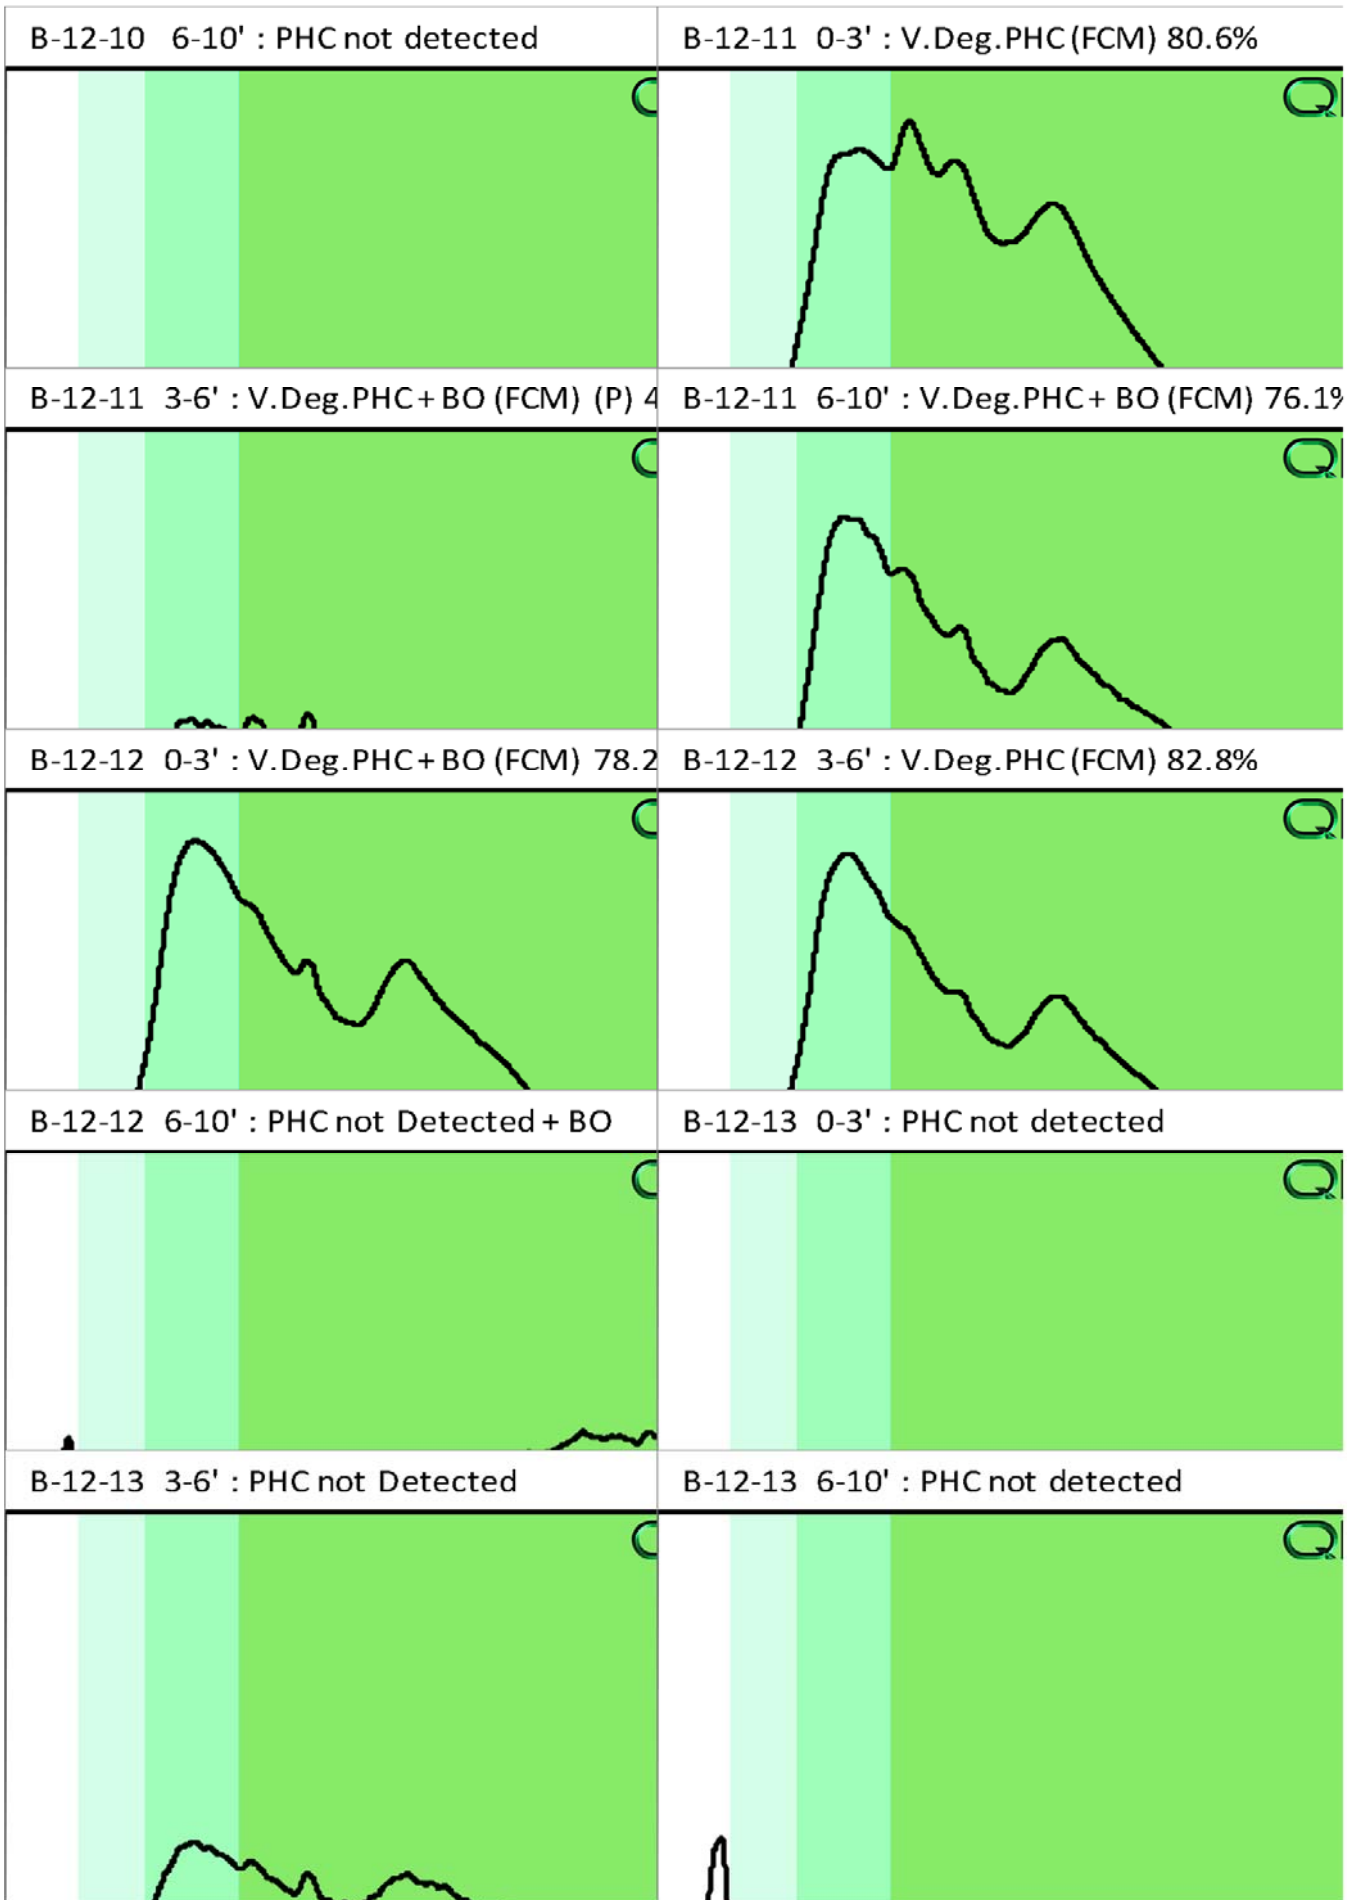 B-12-10 6-10' : PHC not detected
B-12-11 0-3' : V.Deg.PHC (FCM) 80.6%
B-12-11 3-6' : V.Deg.PHC + BO (FCM) (P) 4
B-12-11 6-10' : V.Deg.PHC + BO (FCM) 76.1%
B-12-12 0-3' : V.Deg.PHC + BO (FCM) 78.2
B-12-12 3-6' : V.Deg.PHC (FCM) 82.8%
B-12-12 6-10' : PHC not Detected + BO
B-12-13 0-3' : PHC not detected
B-12-13 3-6' : PHC not Detected
B-12-13 6-10' : PHC not detected